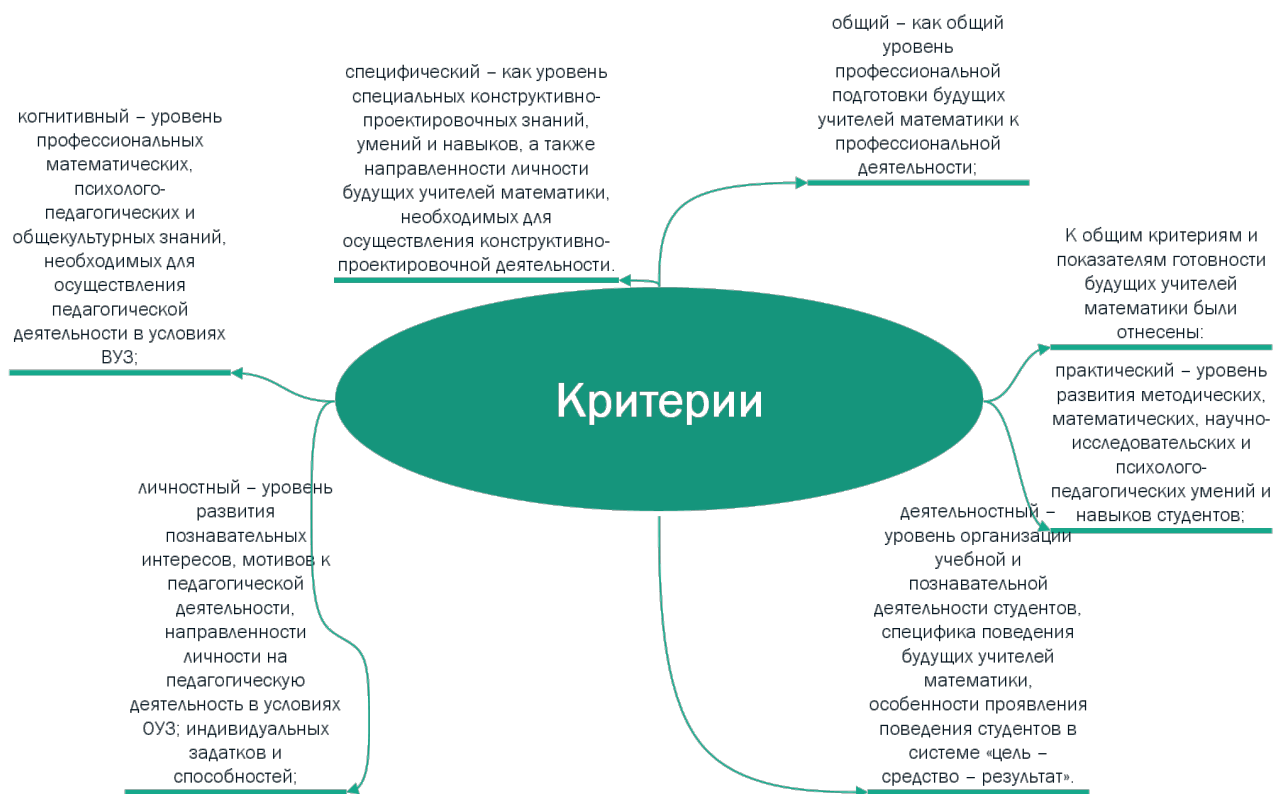 общий – как общий
уровень
профессиональной
подготовки будущих
учителей математики к
профессиональной
деятельности;
специфический – как уровень
специальных конструктивно-
проектировочных знаний,
умений и навыков, а также
направленности личности
будущих учителей математики,
необходимых для
осуществления конструктивно-
проектировочной деятельности.
когнитивный – уровень
профессиональных
математических,
психолого-
педагогических и
общекультурных знаний,
необходимых для
осуществления
педагогической
деятельности в условиях
ВУЗ;
К общим критериям и
показателям готовности
будущих учителей
математики были
отнесены:
практический – уровень
развития методических,
математических, научно-
исследовательских и
психолого-
педагогических умений и
навыков студентов;
Критерии
личностный – уровень
развития
познавательных
интересов, мотивов к
педагогической
деятельности,
направленности
личности на
педагогическую
деятельность в условиях
ОУЗ; индивидуальных
задатков и
способностей;
деятельностный –
уровень организации
учебной и
познавательной
деятельности студентов,
специфика поведения
будущих учителей
математики,
особенности проявления
поведения студентов в
системе «цель –
средство – результат».